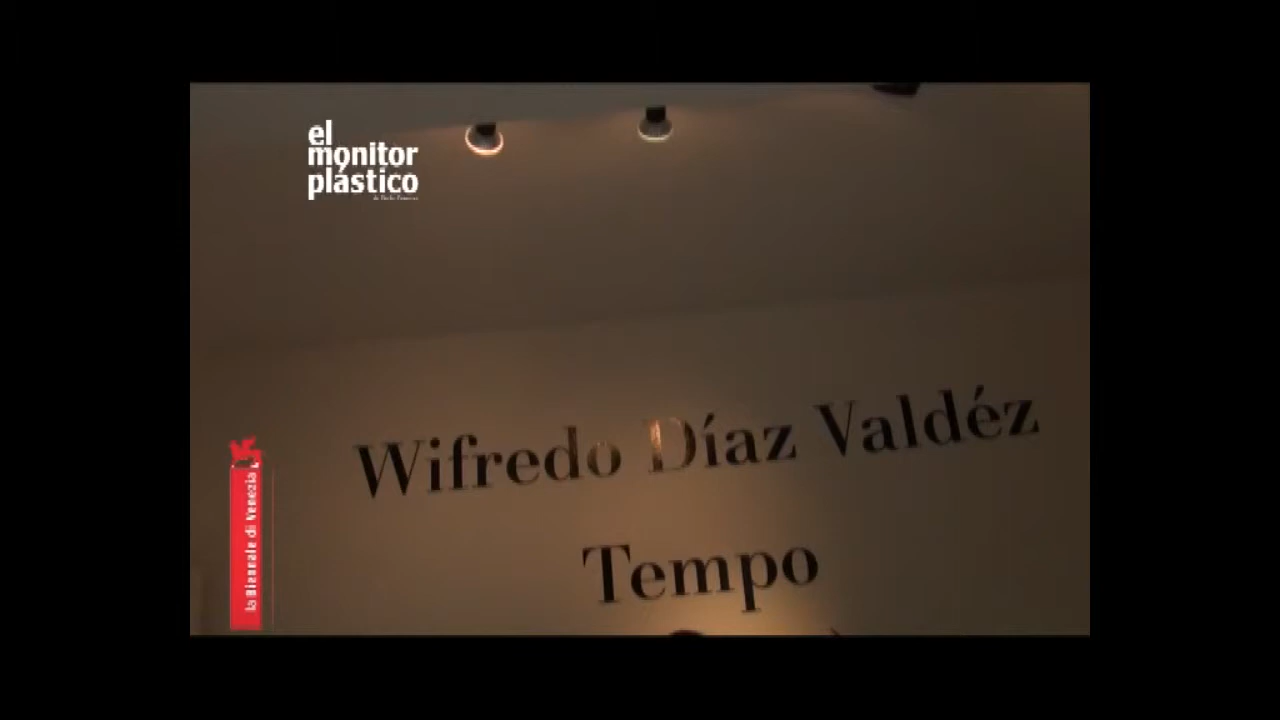 el
monitor
plástico
Wifredo Díaz Valdéz
Tempo
la Biennale di Venezia